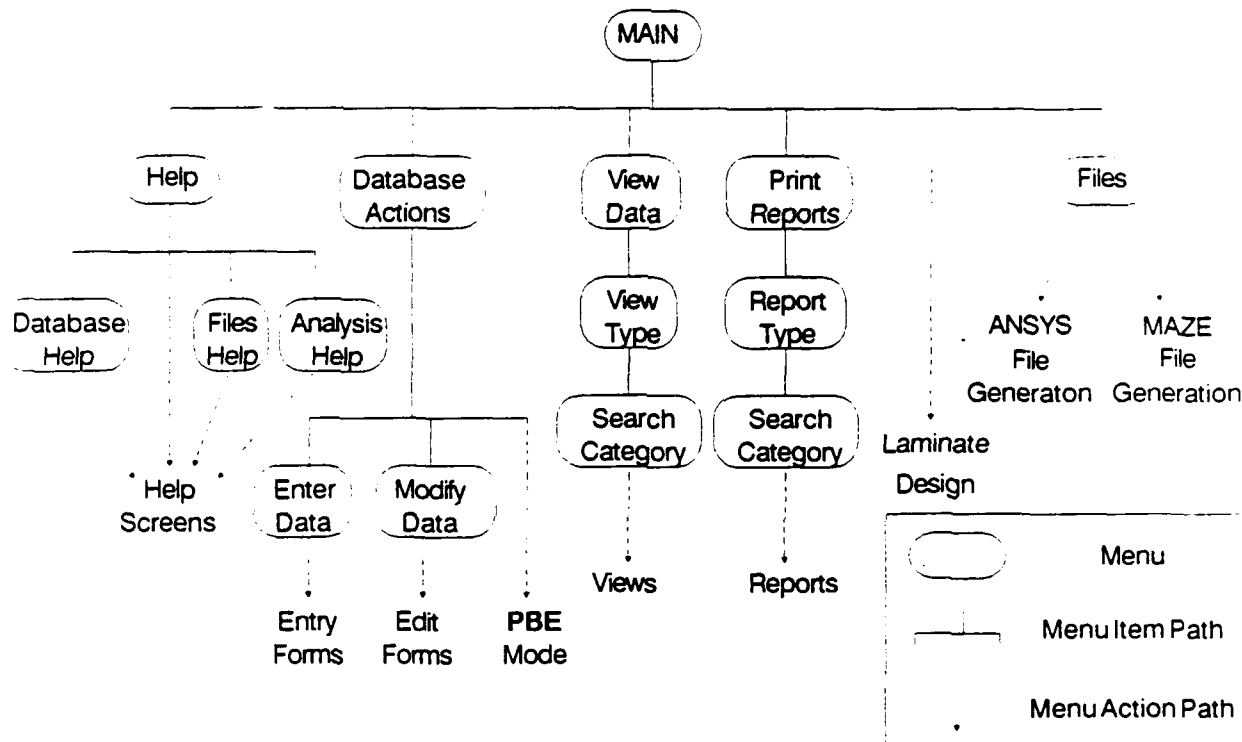 MAIN
Help
Database
Actions
View
Data
Print
Reports
Files
Database
Help
Files
Help
Analysis
Help
View
Type
Report
Type
ANSYS
File
Generaton
MAZE
File
Generation
Search
Category
Search
Category
Laminate
Design
Help
Screens
Enter
Data
Modify
Data
Views
Reports
Entry
Forms
Edit
Forms
PBE
Mode
Menu
Menu Item Path
Menu Action Path